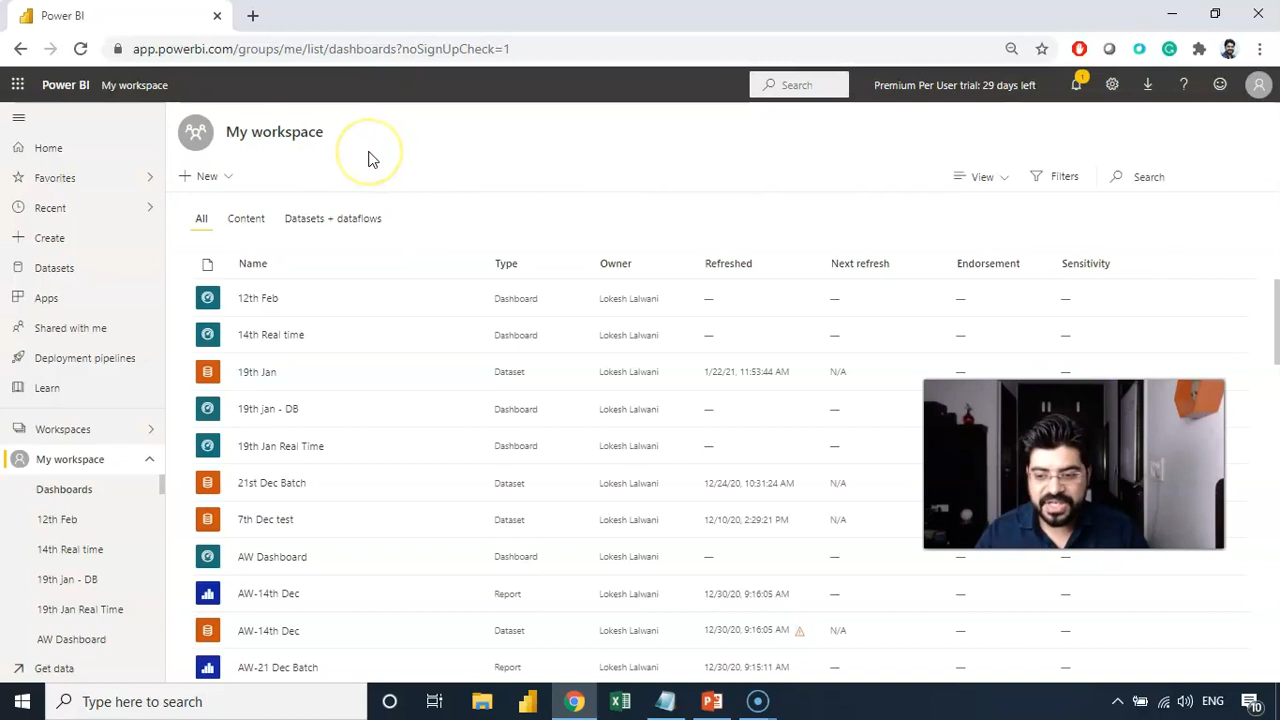 Power BI
app.powerbi.com/groups/me/list/dashboards?noSignUpCheck=1
Power BI My workspace Search Premium Per User trial: 29 days left 1
My workspace
New View Filters Search
All Content Datasets + dataflows
Home
Favorites
Recent
Create
Datasets
Apps
Shared with me
Deployment pipelines
Learn
Workspaces
My workspace
Dashboards
12th Feb
14th Real time
19th jan - DB
19th Jan Real Time
AW Dashboard
Get data
Name Type Owner Refreshed Next refresh Endorsement Sensitivity
12th Feb Dashboard Lokesh Lalwani — — — —
14th Real time Dashboard Lokesh Lalwani — — — —
19th Jan Dataset Lokesh Lalwani 1/22/21, 11:53:44 AM N/A — —
19th jan - DB Dashboard Lokesh Lalwani — —
19th Jan Real Time Dashboard Lokesh Lalwani — —
21st Dec Batch Dataset Lokesh Lalwani 12/24/20, 10:31:24 AM N/A
7th Dec test Dataset Lokesh Lalwani 12/10/20, 2:29:21 PM N/A
AW Dashboard Dashboard Lokesh Lalwani — — — —
AW-14th Dec Report Lokesh Lalwani 12/30/20, 9:16:05 AM — — —
AW-14th Dec Dataset Lokesh Lalwani 12/30/20, 9:16:05 AM N/A — —
AW-21 Dec Batch Report Lokesh Lalwani 12/30/20, 9:15:11 AM — — —
Type here to search ENG 10